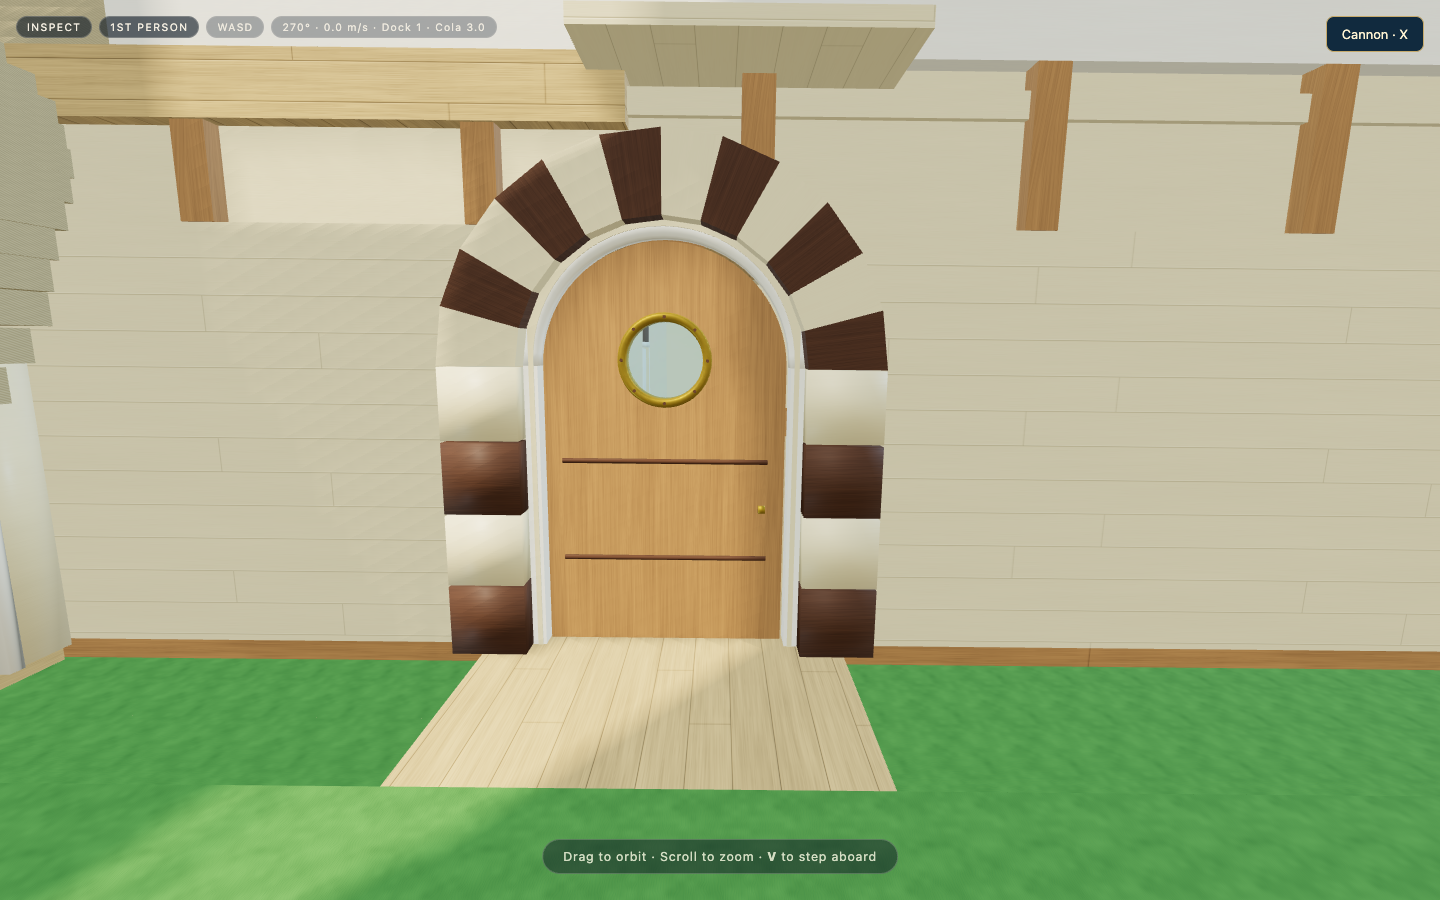 INSPECT
1ST PERSON
WASD
270° · 0.0 m/s · Dock 1 · Cola 3.0
Cannon · X
Drag to orbit · Scroll to zoom · V to step aboard